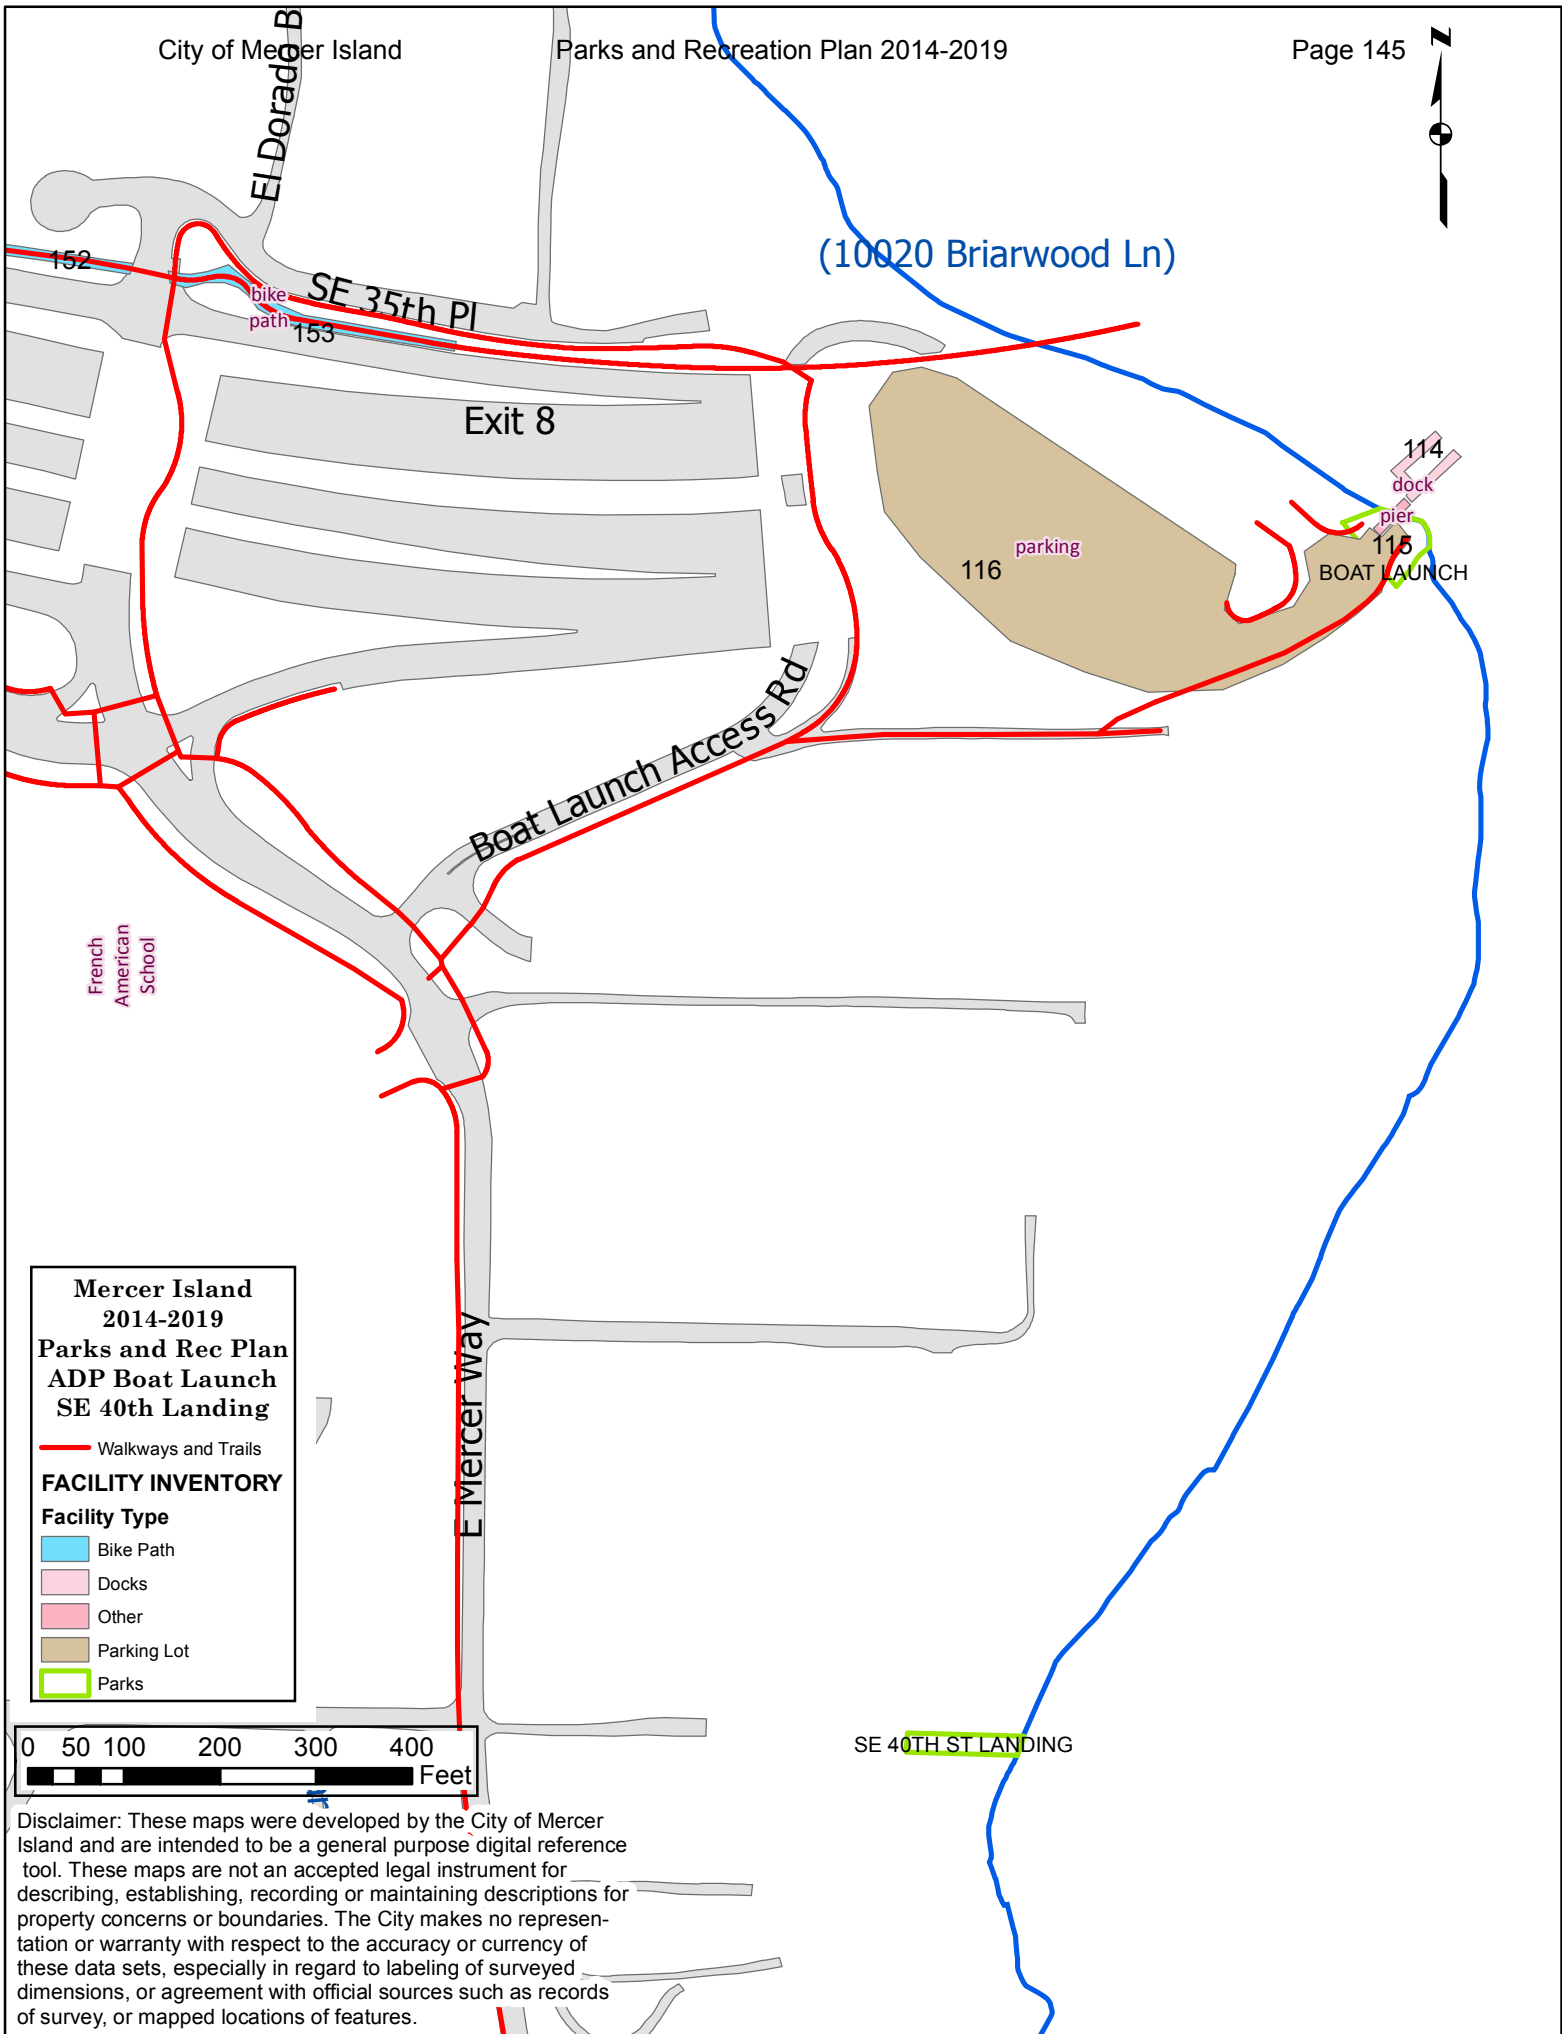 City of Mercer Island
Parks and Recreation Plan 2014-2019
Page 145
N
El Dorado B
(10020 Briarwood Ln)
152
bike
path
SE 35th Pl
153
Exit 8
114
dock
pier
115
BOAT LAUNCH
parking
116
Boat Launch Access Rd
French
American
School
E Mercer Way
Mercer Island
2014-2019
Parks and Rec Plan
ADP Boat Launch
SE 40th Landing
Walkways and Trails
FACILITY INVENTORY
Facility Type
Bike Path
Docks
Other
Parking Lot
Parks
SE 40TH ST LANDING
0 50 100 200 300 400
Feet
Disclaimer: These maps were developed by the City of Mercer
Island and are intended to be a general purpose digital reference
tool. These maps are not an accepted legal instrument for
describing, establishing, recording or maintaining descriptions for
property concerns or boundaries. The City makes no represen-
tation or warranty with respect to the accuracy or currency of
these data sets, especially in regard to labeling of surveyed
dimensions, or agreement with official sources such as records
of survey, or mapped locations of features.